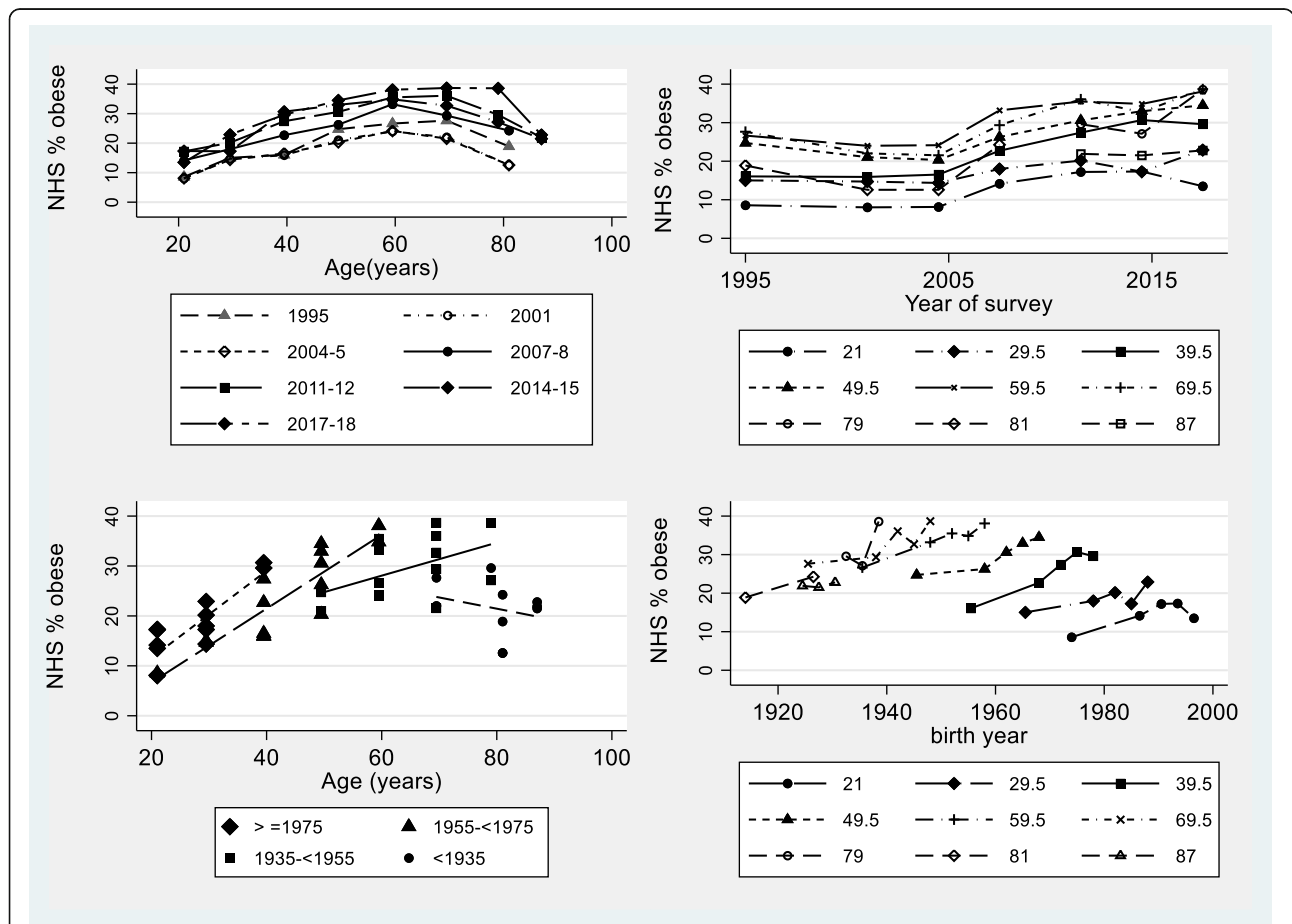 NHS % obese
40
30
20
10
0
20 40 60 80 100
Age(years)
1995 2001
2004-5 2007-8
2011-12 2014-15
2017-18
NHS % obese
40
30
20
10
0
1995 2005 2015
Year of survey
21 29.5 39.5
49.5 59.5 69.5
79 81 87
NHS % obese
40
30
20
10
0
20 40 60 80 100
Age (years)
> =1975 1955-<1975
1935-<1955 <1935
NHS % obese
40
30
20
10
0
1920 1940 1960 1980 2000
birth year
21 29.5 39.5
49.5 59.5 69.5
79 81 87